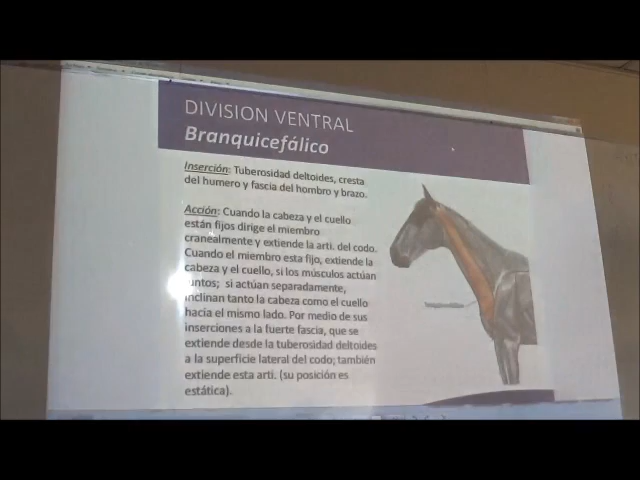 DIVISION VENTRAL
Branquicefálico
Inserción: Tuberosidad deltoides, cresta
del humero y fascia del hombro y brazo.
Acción: Cuando la cabeza y el cuello
están fijos dirige el miembro
cranealmente y extiende la arti. del codo.
Cuando el miembro esta fijo, extiende la
cabeza y el cuello, si los músculos actúan
untos; si actúan separadamente,
inclinan tanto la cabeza como el cuello
hacía el mismo lado. Por medio de sus
inserciones a la fuerte fascia, que se
extiende desde la tuberosidad deltoides
a la superficie lateral del codo; también
extiende esta arti. (su posición es
estática).